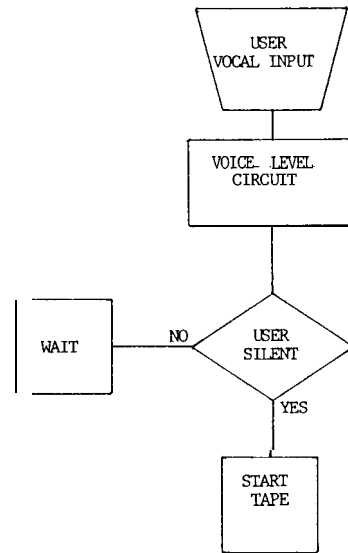 USER
VOCAL INPUT
VOICE LEVEL
CIRCUIT
USER
SILENT
NO
WAIT
YES
START
TAPE